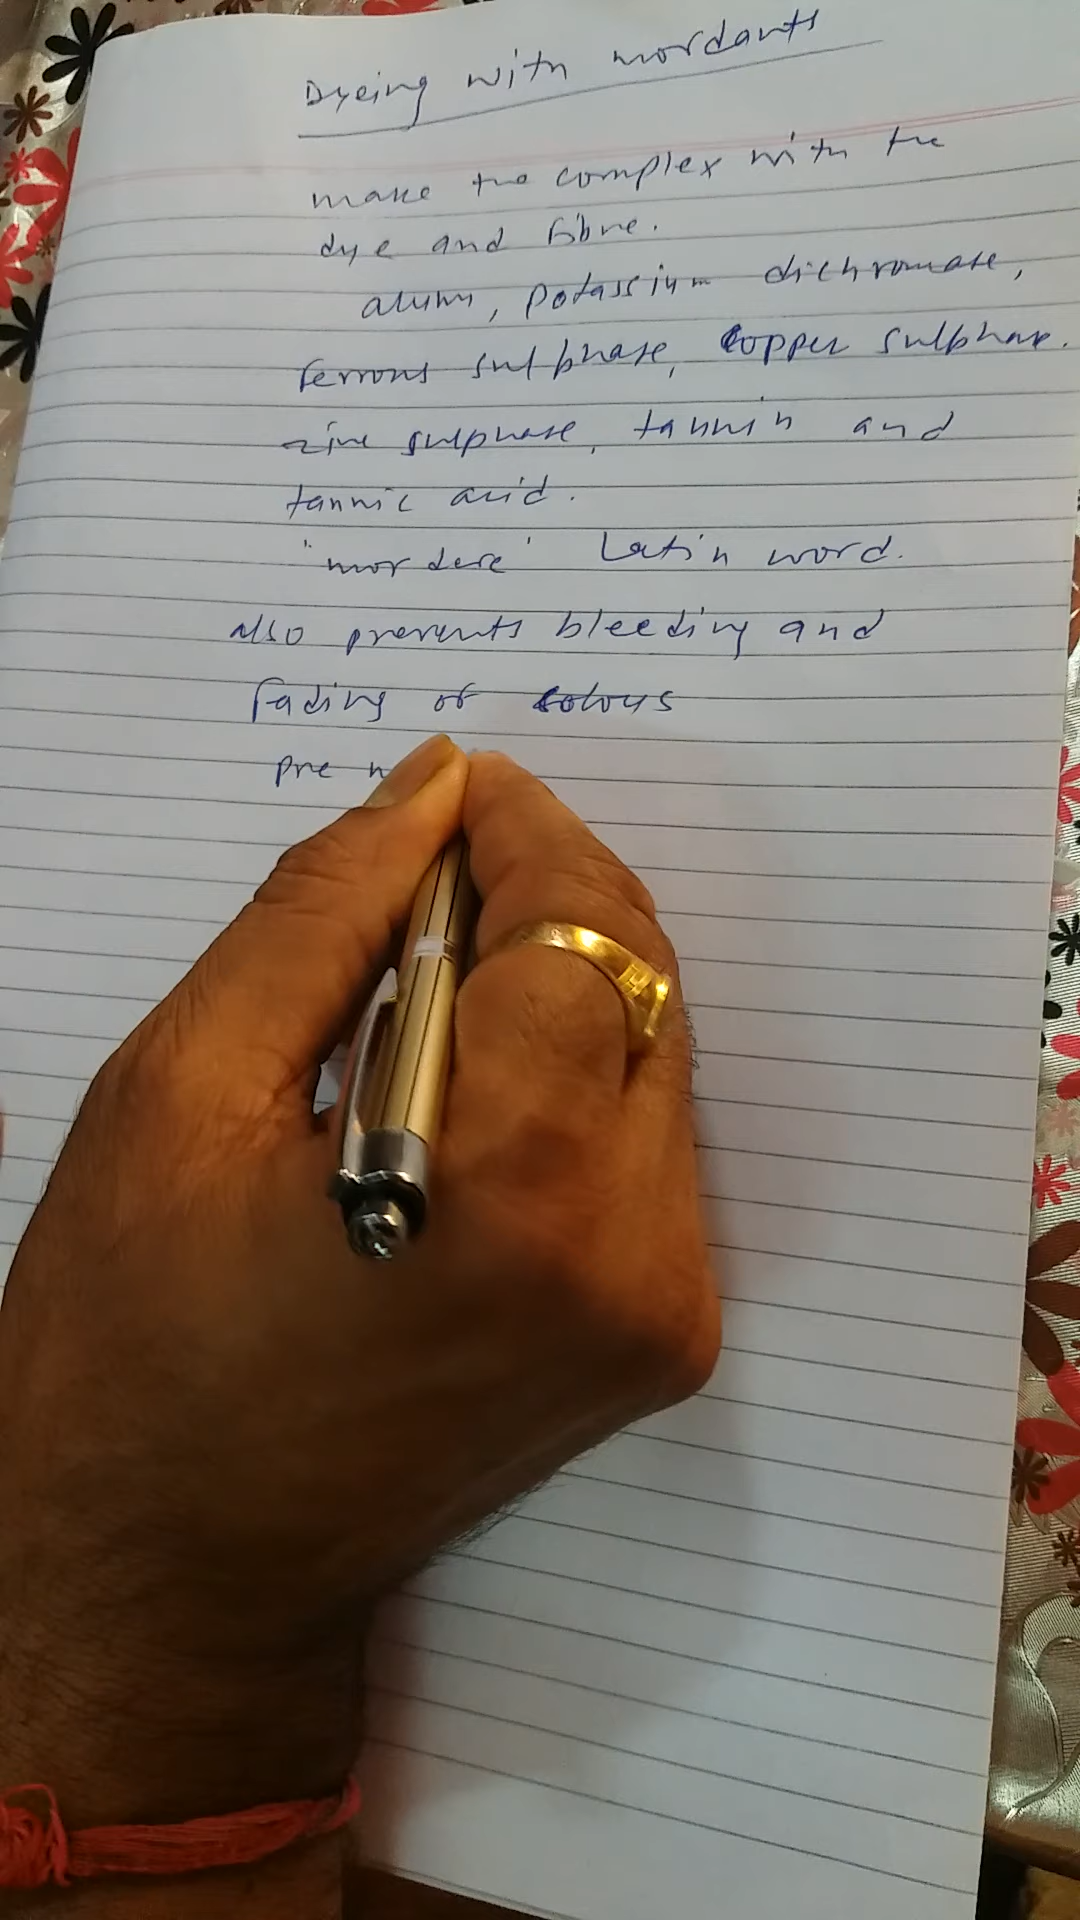 Dyeing with mordants
make the complex with the
dye and fibre.
alum, potassium dichromate,
ferrous sulphate, copper sulphate.
zinc sulphate, tannin and
tannic acid.
"mordere" Latin word.
also prevents bleeding and
fading of colours
pre